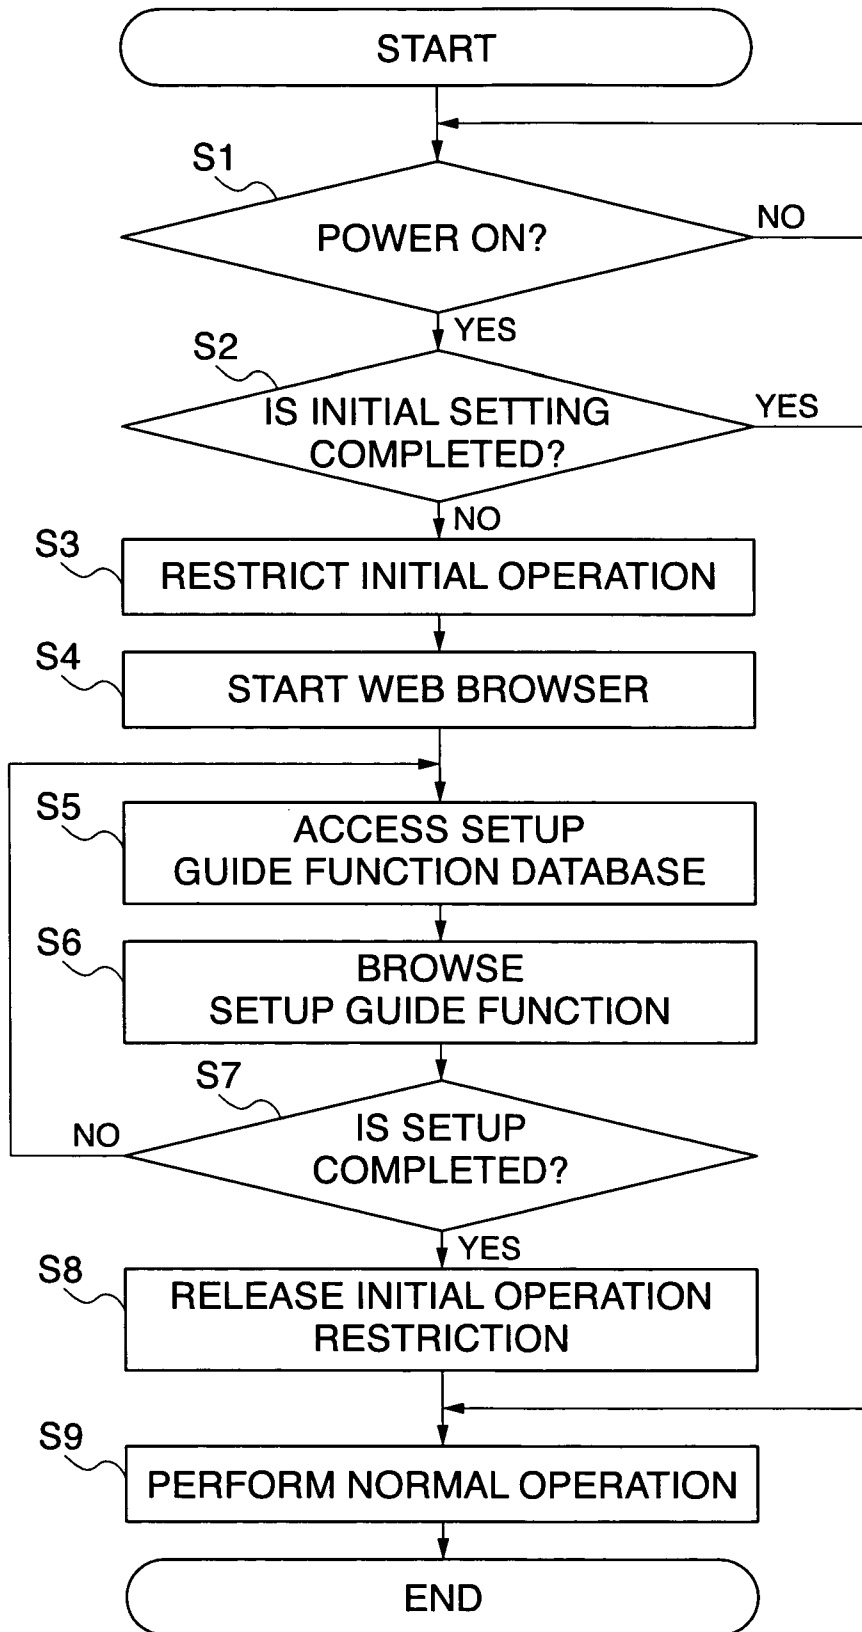 START
S1
POWER ON?
NO
YES
S2
IS INITIAL SETTING
COMPLETED?
YES
NO
S3
RESTRICT INITIAL OPERATION
S4
START WEB BROWSER
S5
ACCESS SETUP
GUIDE FUNCTION DATABASE
S6
BROWSE
SETUP GUIDE FUNCTION
S7
IS SETUP
COMPLETED?
NO
YES
S8
RELEASE INITIAL OPERATION
RESTRICTION
S9
PERFORM NORMAL OPERATION
END